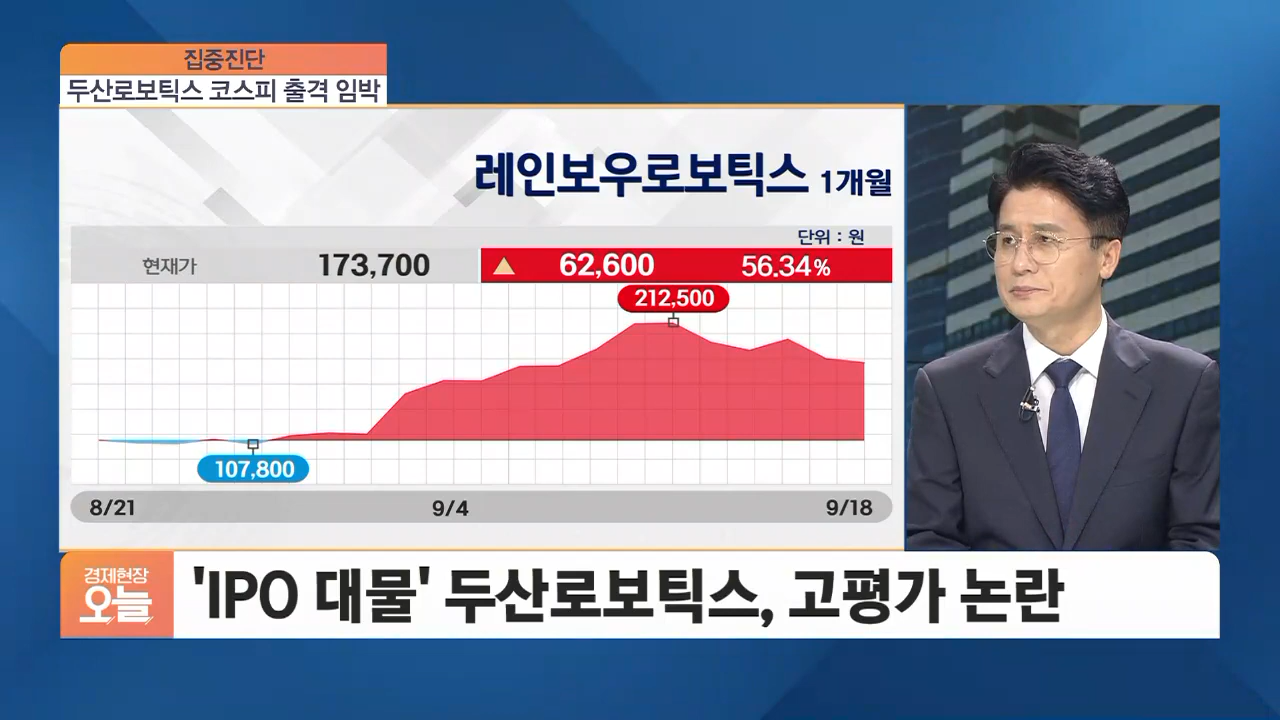 집중진단
두산로보틱스 코스피 출격 임박
레인보우로보틱스 1개월
단위 : 원
현재가 173,700 ▲ 62,600 56.34%
212,500
107,800
8/21 9/4 9/18
경제현장
오늘
'IPO 대물' 두산로보틱스, 고평가 논란